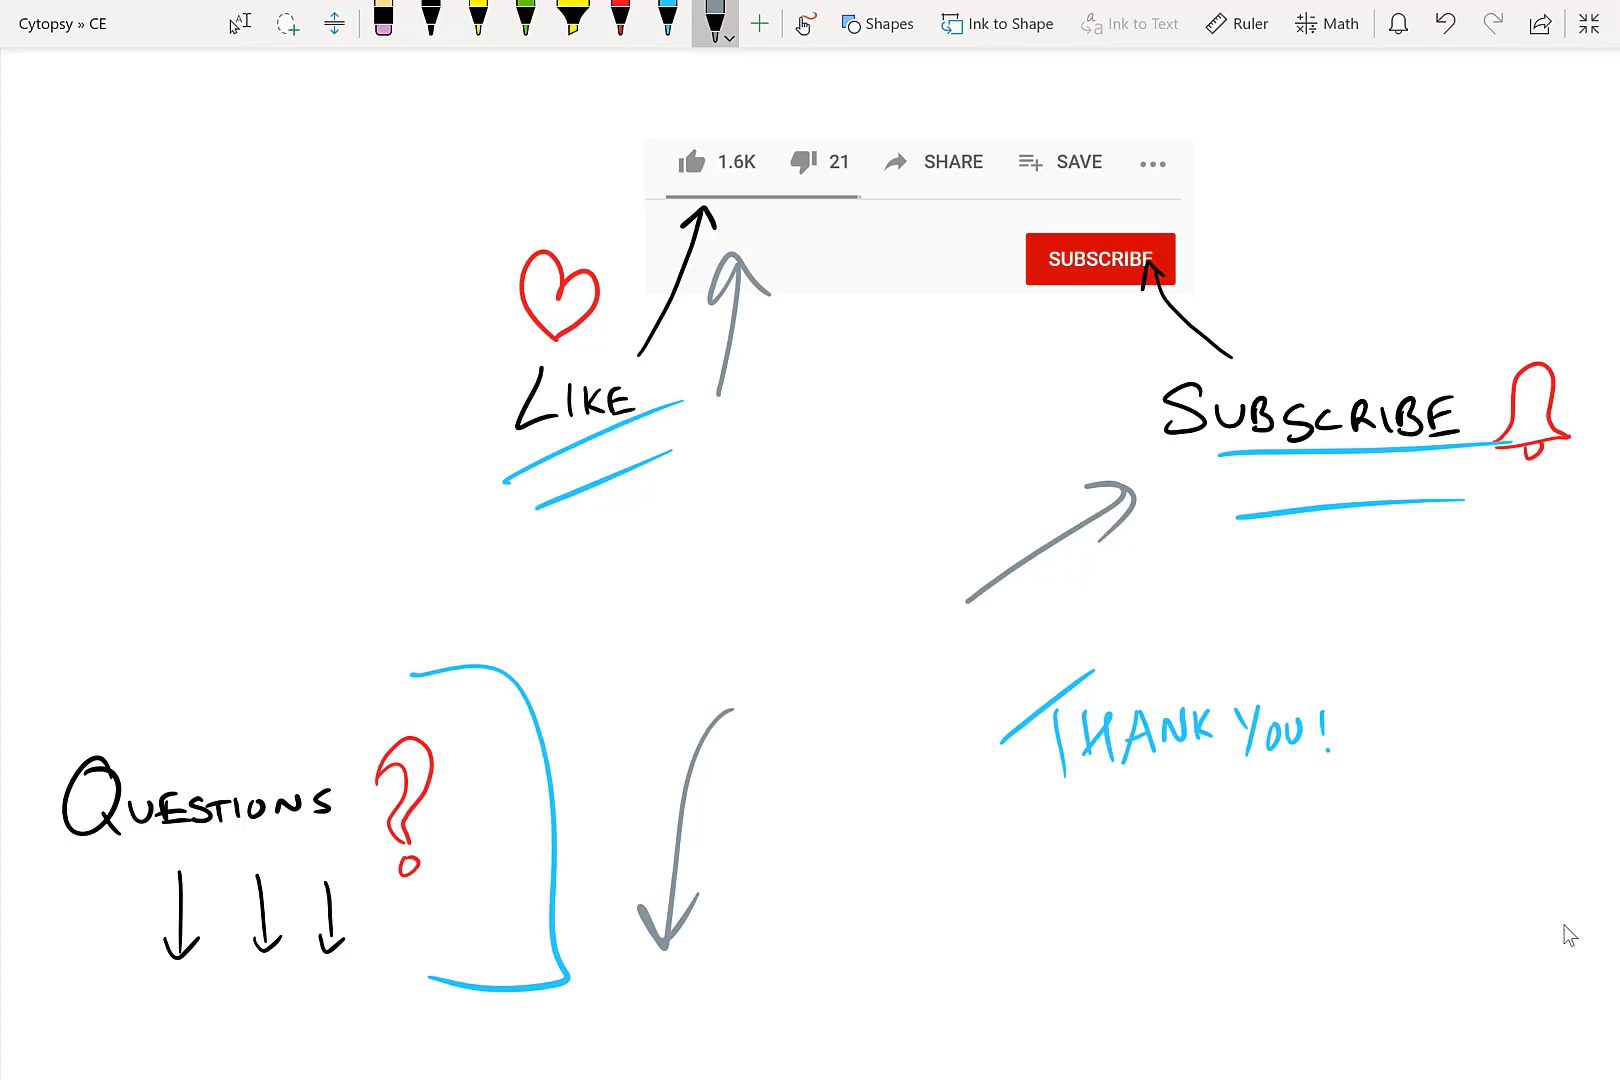 Cytopsy » CE
Shapes
Ink to Shape
Ink to Text
Ruler
Math
1.6K 21 SHARE SAVE
SUBSCRIBE
LIKE
SUBSCRIBE
THANK YOU!
QUESTIONS ?